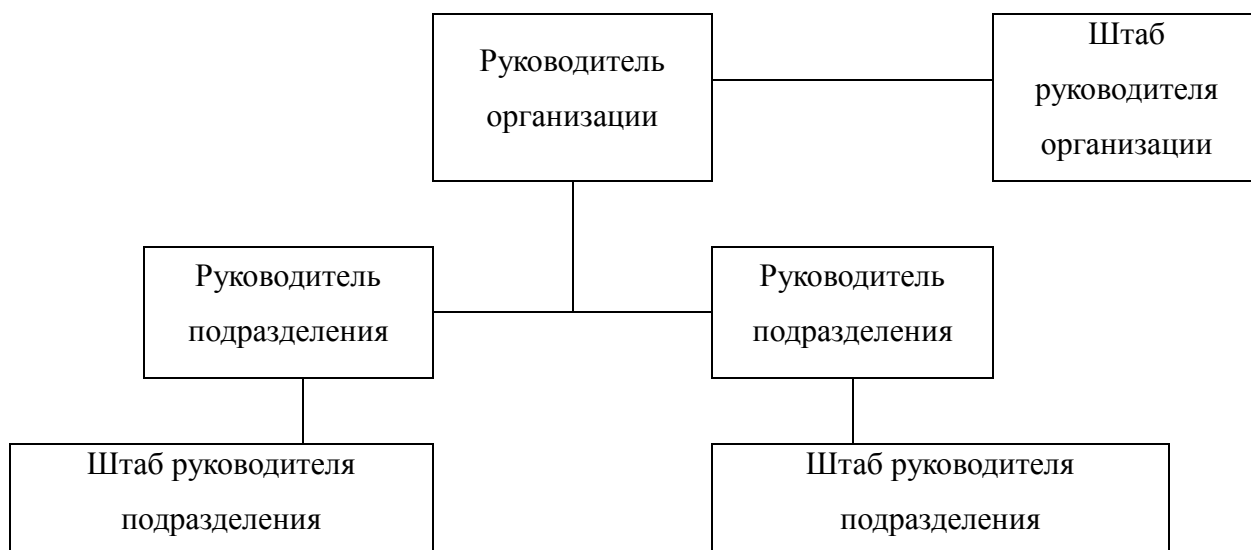 Руководитель
организации
Штаб
руководителя
организации
Руководитель
подразделения
Руководитель
подразделения
Штаб руководителя
подразделения
Штаб руководителя
подразделения